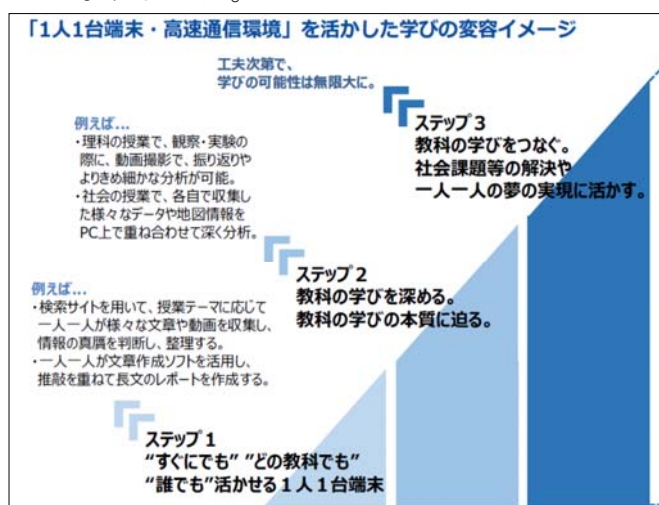 「1人1台端末・高速通信環境」を活かした学びの変容イメージ
工夫次第で、
学びの可能性は無限大に。
ステップ3
教科の学びをつなぐ。
社会課題等の解決や
一人一人の夢の実現に活かす。
例えば…
・理科の授業で、観察・実験の
際に、動画撮影で、振り返りや
よりきめ細かな分析が可能。
・社会の授業で、各自で収集し
た様々なデータや地図情報を
PC上で重ね合わせて深く分析。
ステップ2
教科の学びを深める。
教科の学びの本質に迫る。
例えば…
・検索サイトを用いて、授業テーマに応じて
一人一人が様々な文章や動画を収集し、
情報の真贋を判断し、整理する。
・一人一人が文章作成ソフトを活用し、
推敲を重ねて長文のレポートを作成する。
ステップ1
“すぐにでも” ”どの教科でも”
“誰でも”活かせる1人1台端末